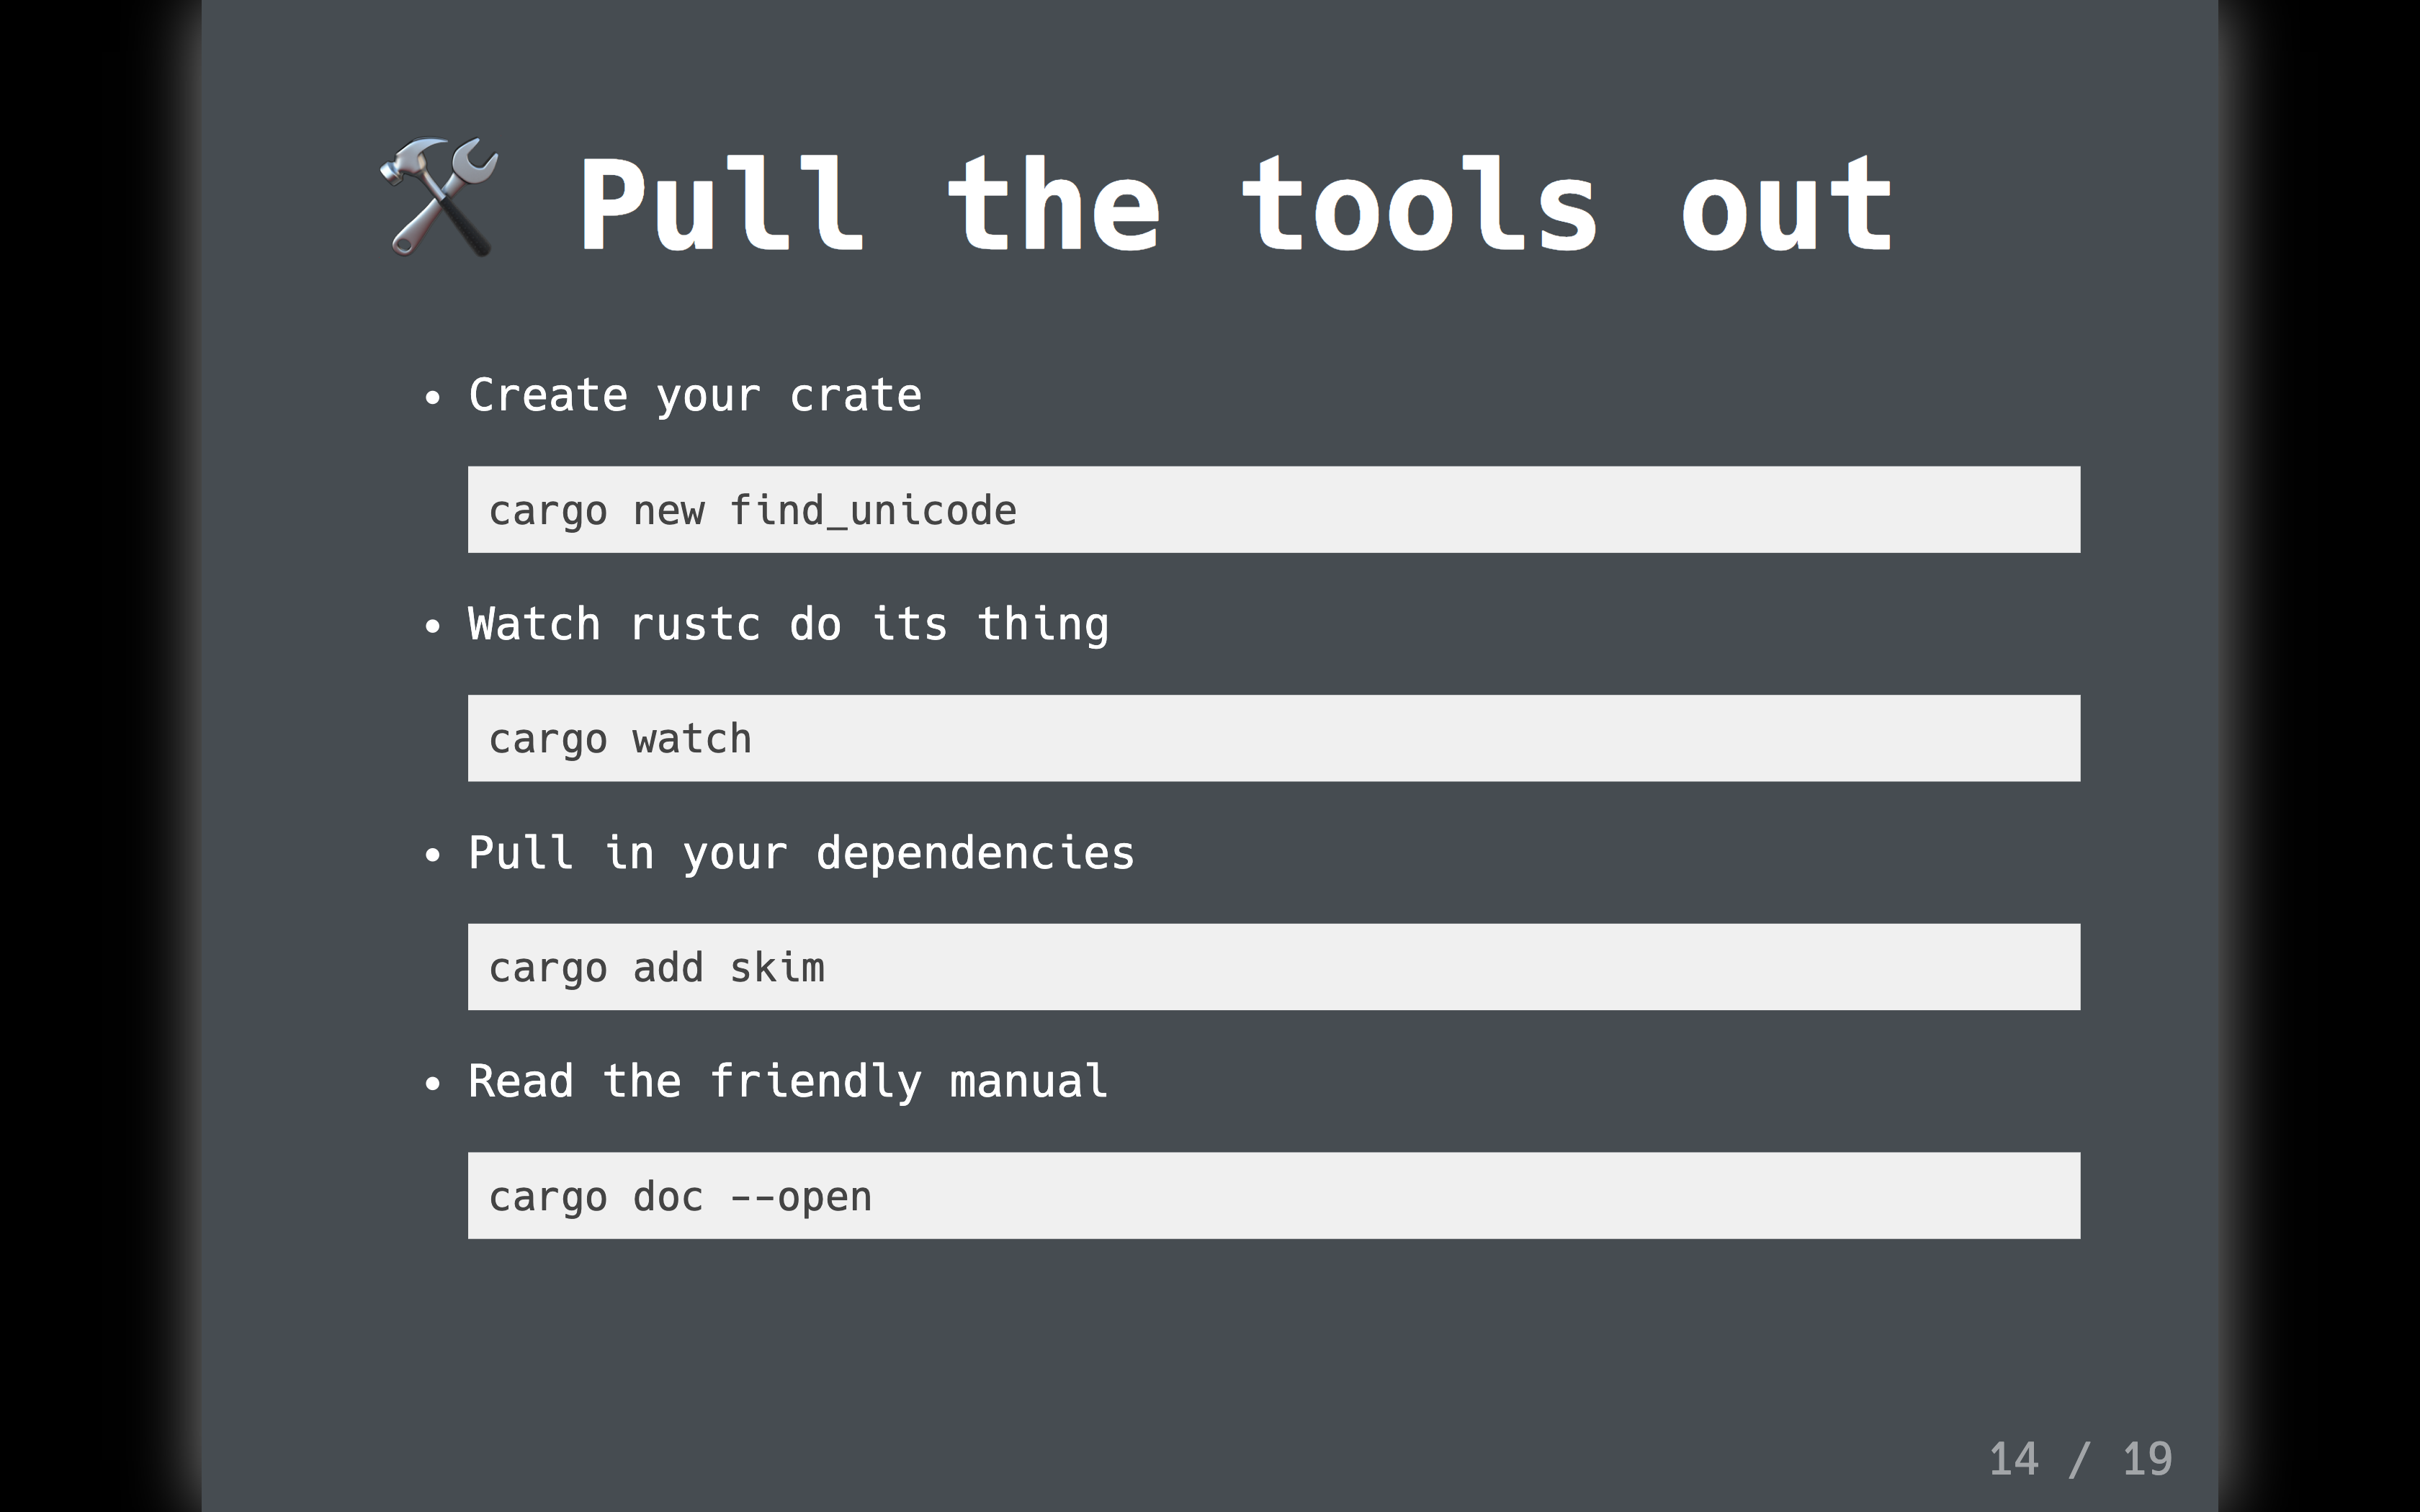 🛠 Pull the tools out
• Create your crate
cargo new find_unicode
• Watch rustc do its thing
cargo watch
• Pull in your dependencies
cargo add skim
• Read the friendly manual
cargo doc --open
14 / 19